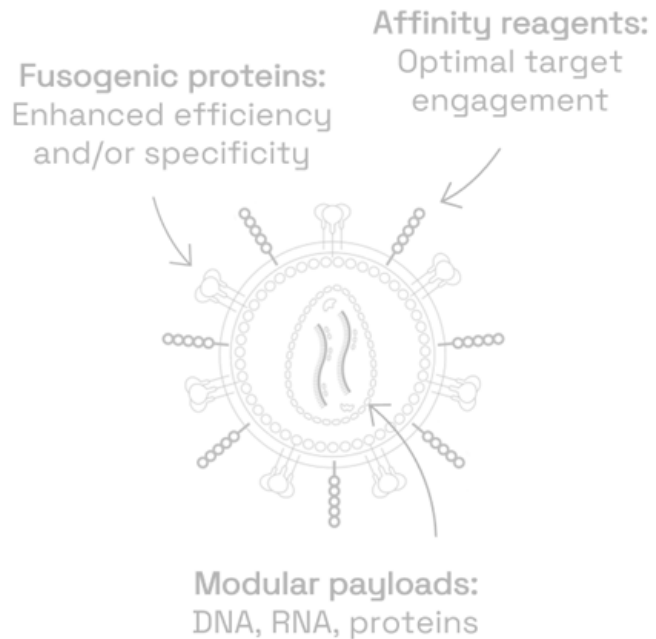 Affinity reagents:
Optimal target
engagement
Fusogenic proteins:
Enhanced efficiency
and/or specificity
Modular payloads:
DNA, RNA, proteins